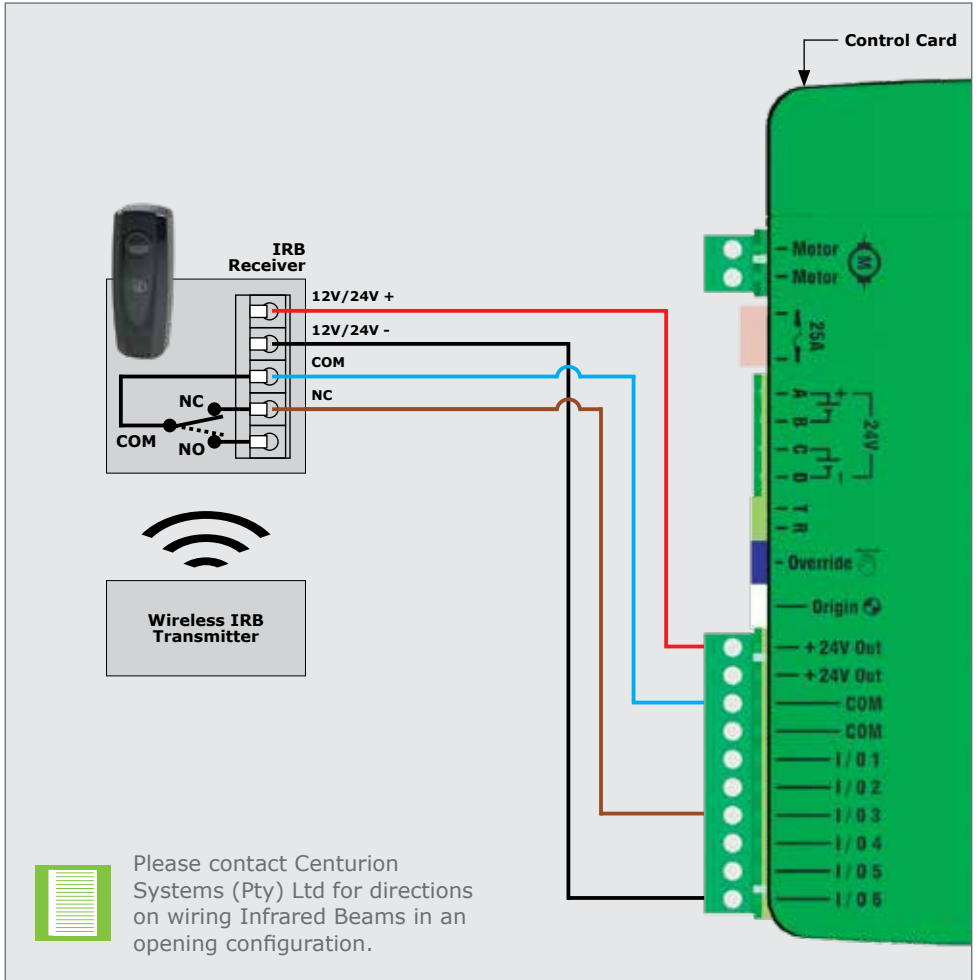 Control Card
IRB
Receiver
12V/24V +
12V/24V -
COM
NC
NC
COM
NO
Wireless IRB
Transmitter
Motor
Motor
M
25A
A +
B
24V
C
D -
T
R
Override
Origin
+ 24V Out
+ 24V Out
COM
COM
I / O 1
I / O 2
I / O 3
I / O 4
I / O 5
I / O 6
Please contact Centurion
Systems (Pty) Ltd for directions
on wiring Infrared Beams in an
opening configuration.